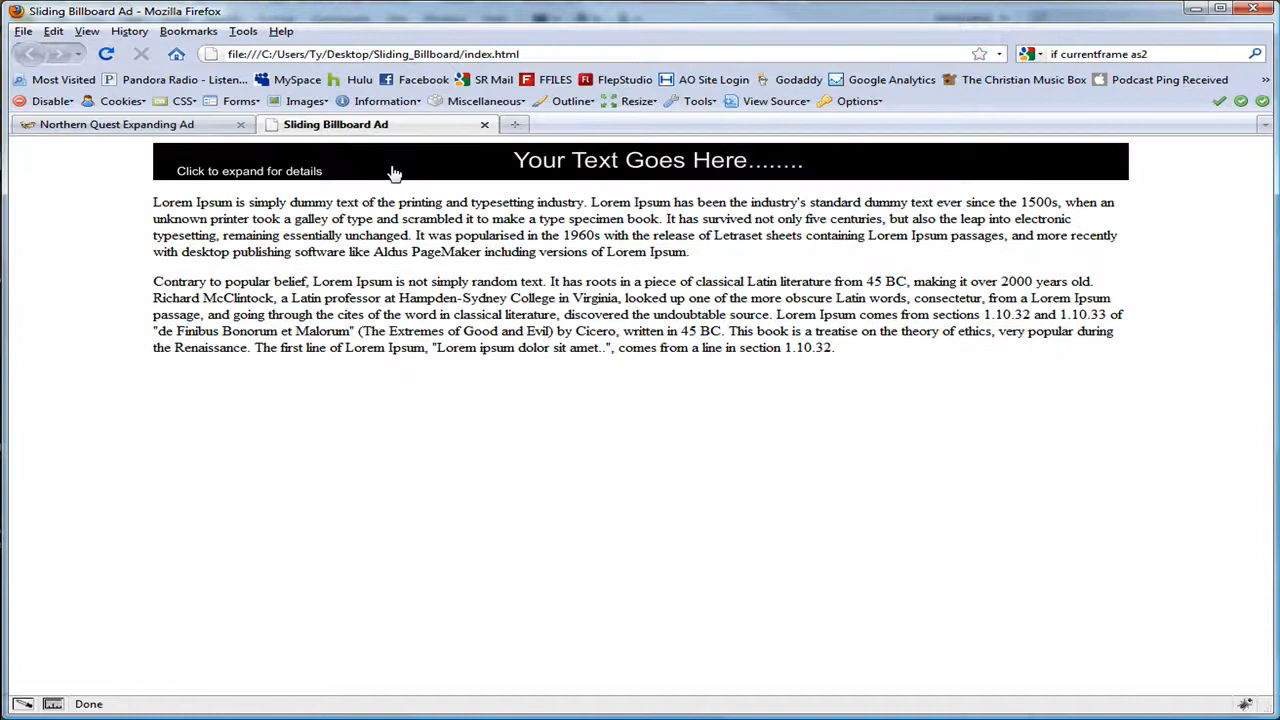 Sliding Billboard Ad - Mozilla Firefox
File Edit View History Bookmarks Tools Help
file:///C:/Users/Ty/Desktop/Sliding_Billboard/index.html if currentframe as2
Most Visited Pandora Radio - Listen... MySpace Hulu Facebook SR Mail FFILES FlepStudio AO Site Login Godaddy Google Analytics The Christian Music Box Podcast Ping Received »
Disable Cookies CSS Forms Images Information Miscellaneous Outline Resize Tools View Source Options
Northern Quest Expanding Ad Sliding Billboard Ad
Your Text Goes Here........
Click to expand for details
Lorem Ipsum is simply dummy text of the printing and typesetting industry. Lorem Ipsum has been the industry's standard dummy text ever since the 1500s, when an
unknown printer took a galley of type and scrambled it to make a type specimen book. It has survived not only five centuries, but also the leap into electronic
typesetting, remaining essentially unchanged. It was popularised in the 1960s with the release of Letraset sheets containing Lorem Ipsum passages, and more recently
with desktop publishing software like Aldus PageMaker including versions of Lorem Ipsum.
Contrary to popular belief, Lorem Ipsum is not simply random text. It has roots in a piece of classical Latin literature from 45 BC, making it over 2000 years old.
Richard McClintock, a Latin professor at Hampden-Sydney College in Virginia, looked up one of the more obscure Latin words, consectetur, from a Lorem Ipsum
passage, and going through the cites of the word in classical literature, discovered the undoubtable source. Lorem Ipsum comes from sections 1.10.32 and 1.10.33 of
"de Finibus Bonorum et Malorum" (The Extremes of Good and Evil) by Cicero, written in 45 BC. This book is a treatise on the theory of ethics, very popular during
the Renaissance. The first line of Lorem Ipsum, "Lorem ipsum dolor sit amet..", comes from a line in section 1.10.32.
Done